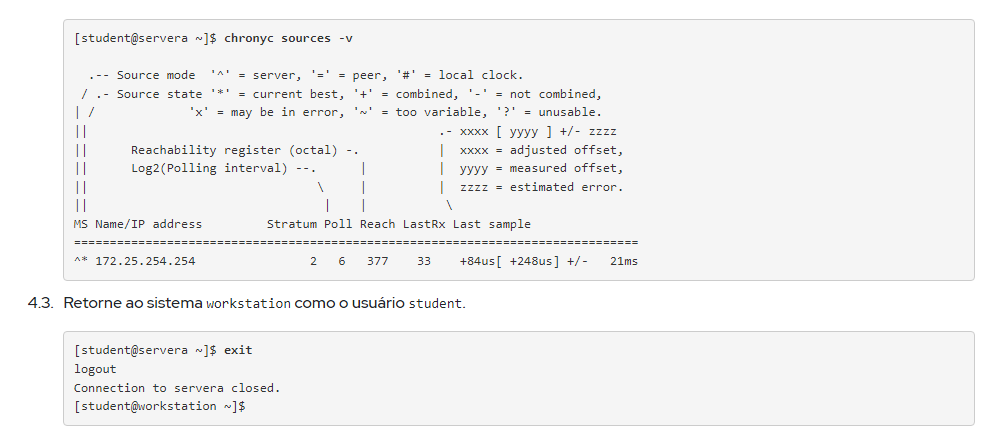 [student@servera ~]$ chronyc sources -v
  .-- Source mode  '^' = server, '=' = peer, '#' = local clock.
 / .- Source state '*' = current best, '+' = combined, '-' = not combined,
| /             'x' = may be in error, '~' = too variable, '?' = unusable.
||                                                 .- xxxx [ yyyy ] +/- zzzz
||      Reachability register (octal) -.           |  xxxx = adjusted offset,
||      Log2(Polling interval) --.      |          |  yyyy = measured offset,
||                                \     |          |  zzzz = estimated error.
||                                 |    |           \
MS Name/IP address         Stratum Poll Reach LastRx Last sample
===============================================================================
^* 172.25.254.254                2   6   377    33    +84us[ +248us] +/-   21ms
4.3. Retorne ao sistema workstation como o usuário student.
[student@servera ~]$ exit
logout
Connection to servera closed.
[student@workstation ~]$